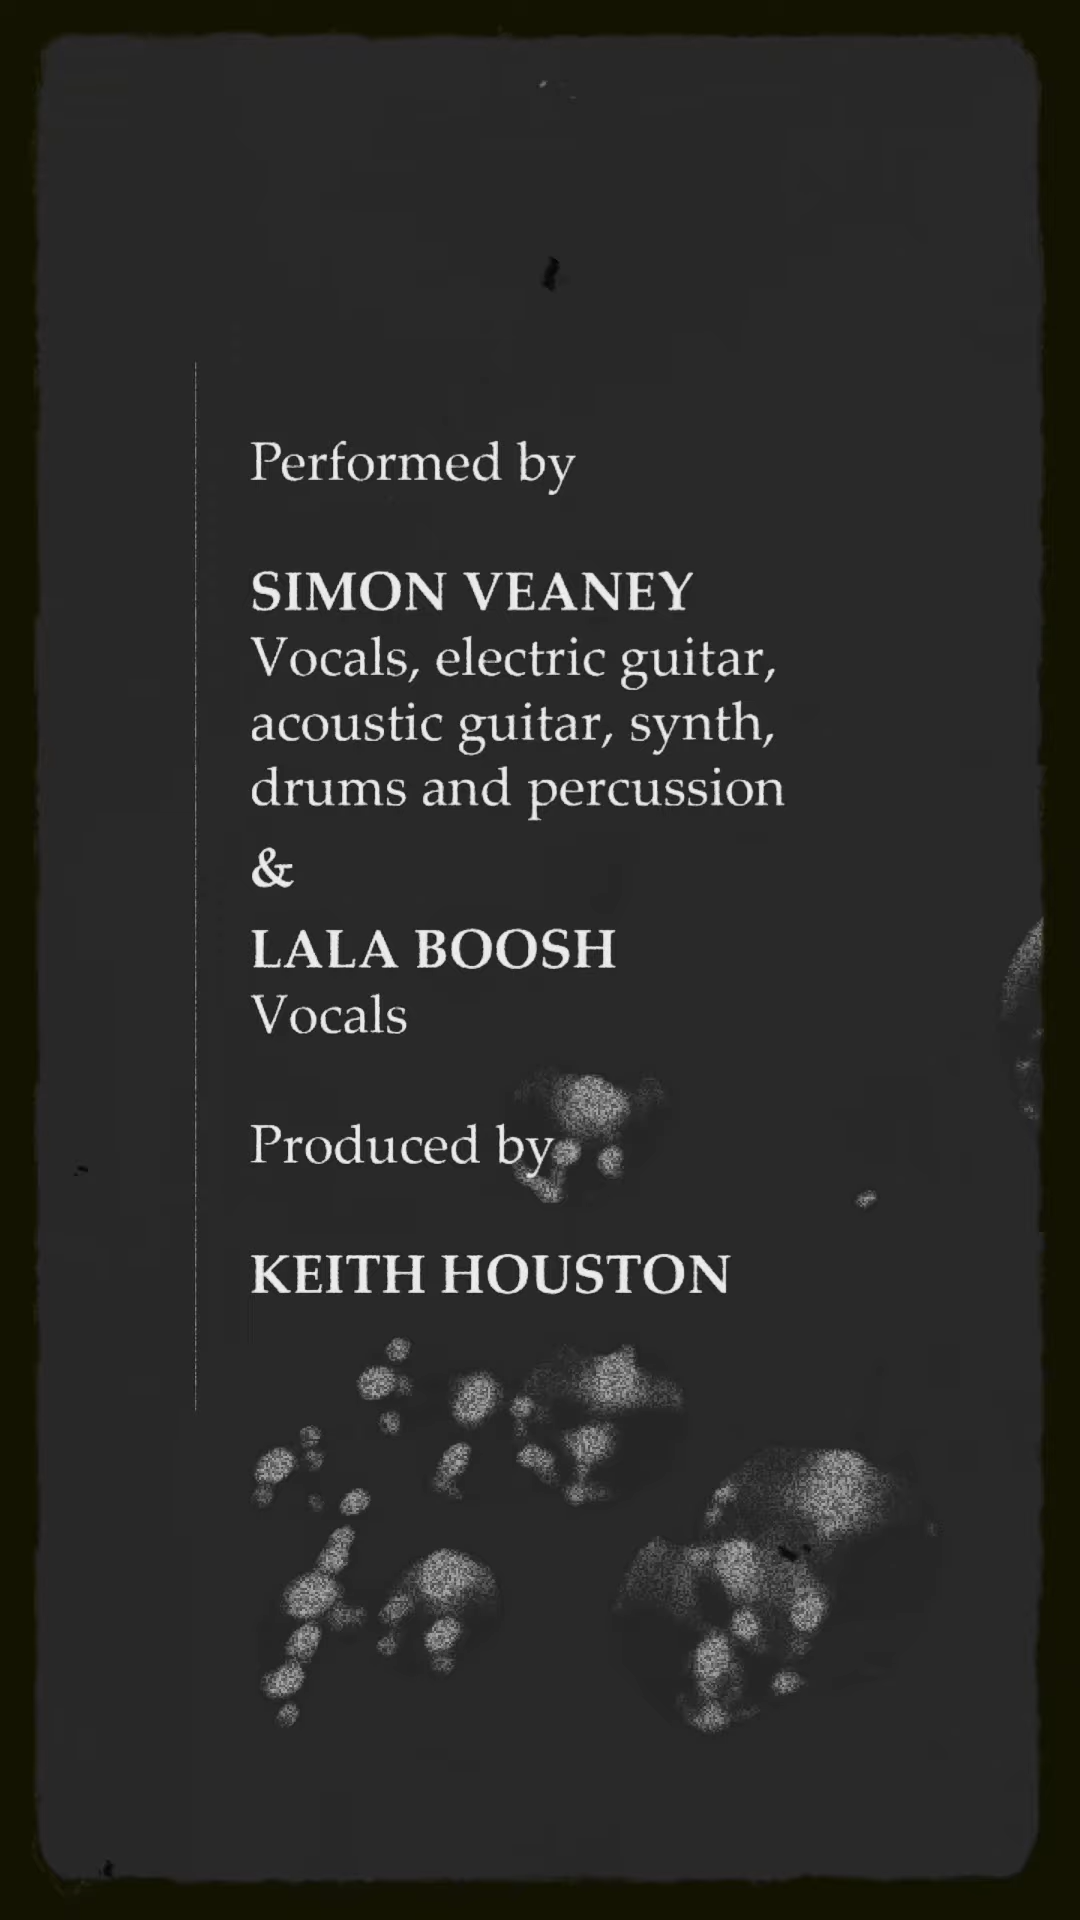 Performed by
SIMON VEANEY
Vocals, electric guitar,
acoustic guitar, synth,
drums and percussion
&
LALA BOOSH
Vocals
Produced by
KEITH HOUSTON